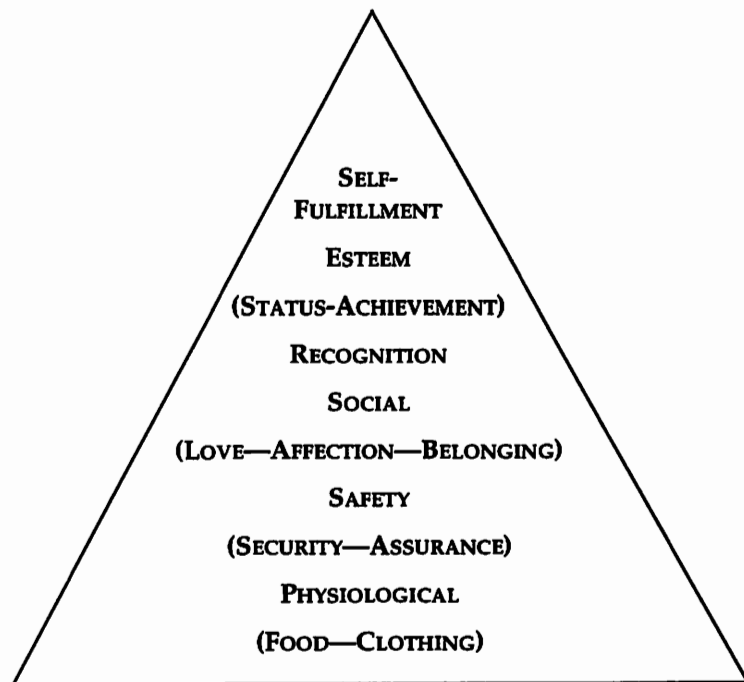 SELF-
FULFILLMENT
ESTEEM
(STATUS-ACHIEVEMENT)
RECOGNITION
SOCIAL
(LOVE—AFFECTION—BELONGING)
SAFETY
(SECURITY—ASSURANCE)
PHYSIOLOGICAL
(FOOD—CLOTHING)